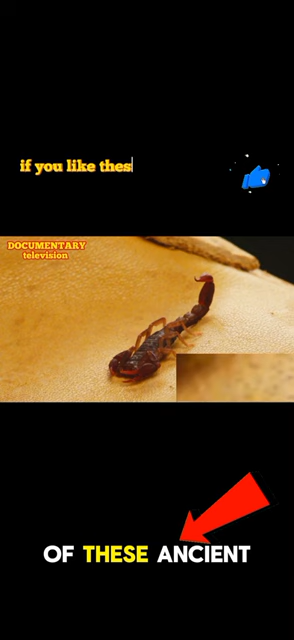 if you like thes
DOCUMENTARY
television
OF THESE ANCIENT